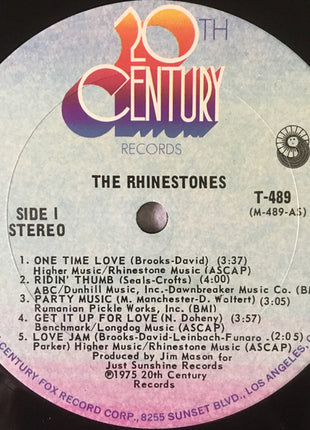 20TH
CENTURY
RECORDS
THE RHINESTONES
SIDE I
STEREO
T-489
(M-489-AS)
1. ONE TIME LOVE (Brooks-David) (3:37)
Higher Music/Rhinestone Music (ASCAP)
2. RIDIN' THUMB (Seals-Crofts) (4:00)
ABC/Dunhill Music, Inc.-Dawnbreaker Music Co. (BMI
3. PARTY MUSIC (M. Manchester-D. Wolfert) (3:05)
Rumanian Pickle Works, Inc. (BMI)
4. GET IT UP FOR LOVE (N. Doheny) (3:57)
Benchmark/Longdog Music (ASCAP)
5. LOVE JAM (Brooks-David-Leinbach-Funaro-Parker) (2:05)
Higher Music/Rhinestone Music (ASCAP)
Produced by Jim Mason for
Just Sunshine Records
℗1975 20th Century
Records
CENTURY FOX RECORD CORP., 8255 SUNSET BLVD., LOS ANGELES, C